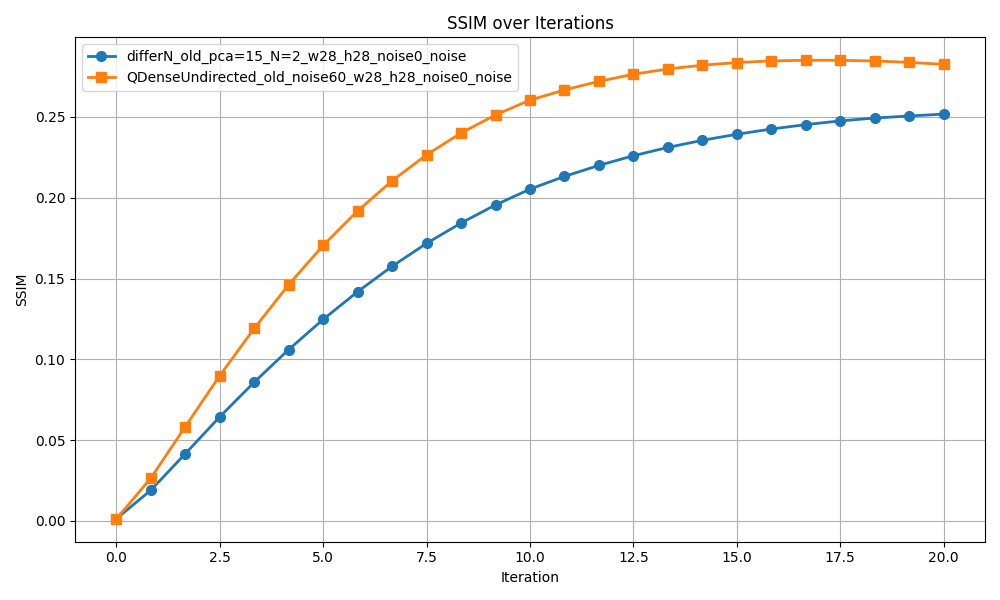 SSIM over Iterations
differN_old_pca=15_N=2_w28_h28_noise0_noise
QDenseUndirected_old_noise60_w28_h28_noise0_noise
SSIM
0.25
0.20
0.15
0.10
0.05
0.00
0.0 2.5 5.0 7.5 10.0 12.5 15.0 17.5 20.0
Iteration